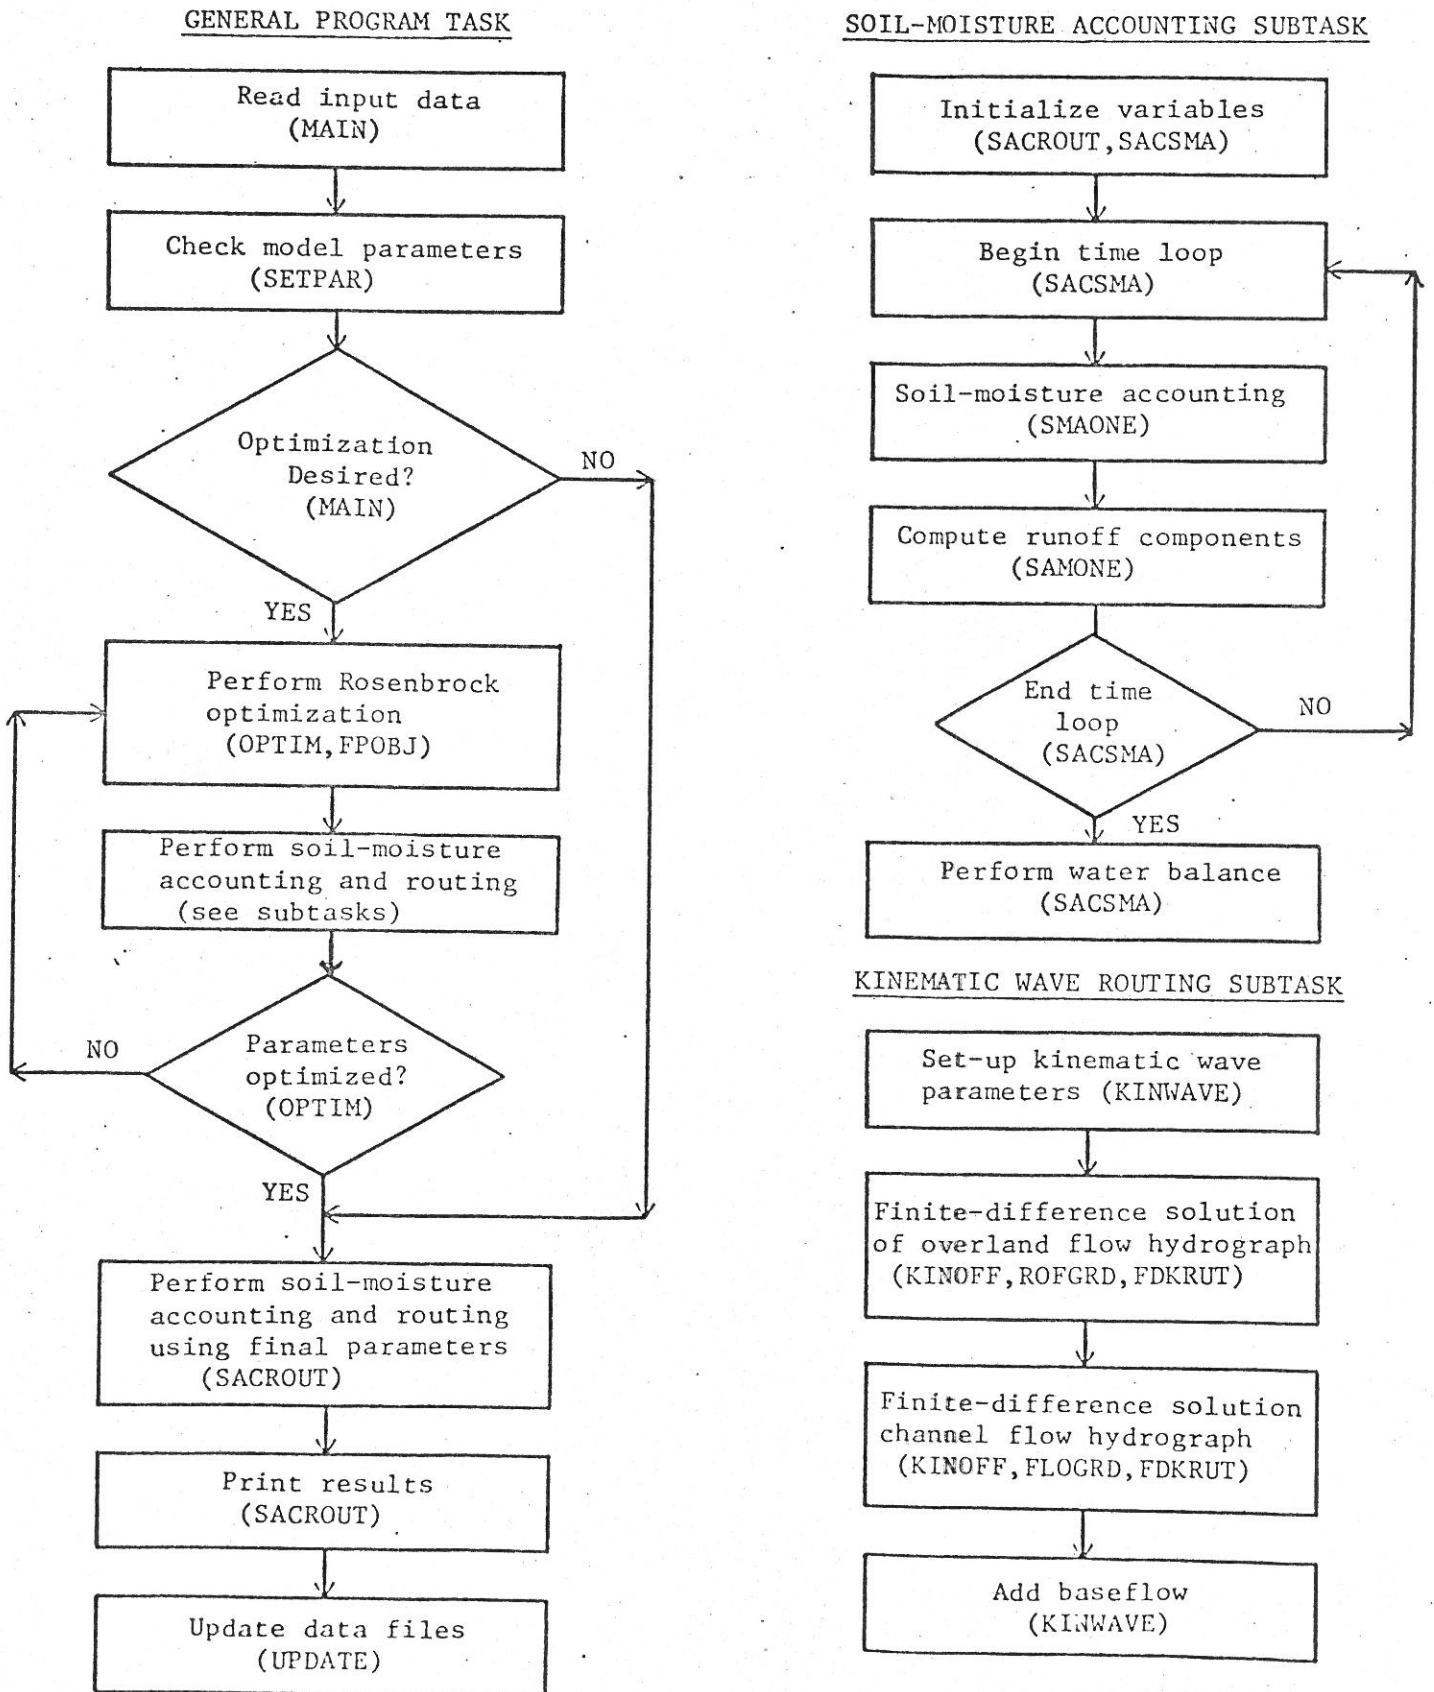 GENERAL PROGRAM TASK
Read input data
(MAIN)
Check model parameters
(SETPAR)
Optimization
Desired?
(MAIN)
NO
YES
Perform Rosenbrock
optimization
(OPTIM,FPOBJ)
Perform soil-moisture
accounting and routing
(see subtasks)
NO
Parameters
optimized?
(OPTIM)
YES
Perform soil-moisture
accounting and routing
using final parameters
(SACROUT)
Print results
(SACROUT)
Update data files
(UPDATE)
SOIL-MOISTURE ACCOUNTING SUBTASK
Initialize variables
(SACROUT,SACSMA)
Begin time loop
(SACSMA)
Soil-moisture accounting
(SMAONE)
Compute runoff components
(SAMONE)
End time
loop
(SACSMA)
NO
YES
Perform water balance
(SACSMA)
KINEMATIC WAVE ROUTING SUBTASK
Set-up kinematic wave
parameters (KINWAVE)
Finite-difference solution
of overland flow hydrograph
(KINOFF,ROFGRD,FDKRUT)
Finite-difference solution
channel flow hydrograph
(KINOFF,FLOGRD,FDKRUT)
Add baseflow
(KINWAVE)